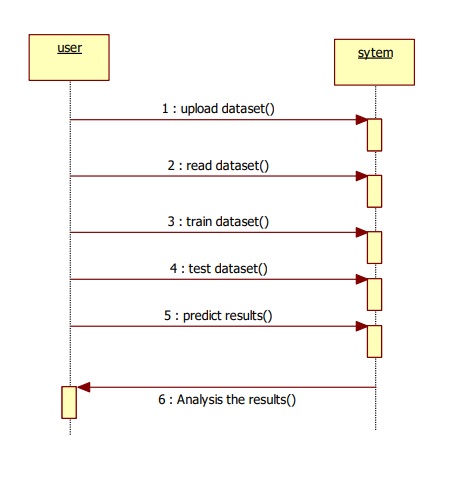 user
sytem
1 : upload dataset()
2 : read dataset()
3 : train dataset()
4 : test dataset()
5 : predict results()
6 : Analysis the results()